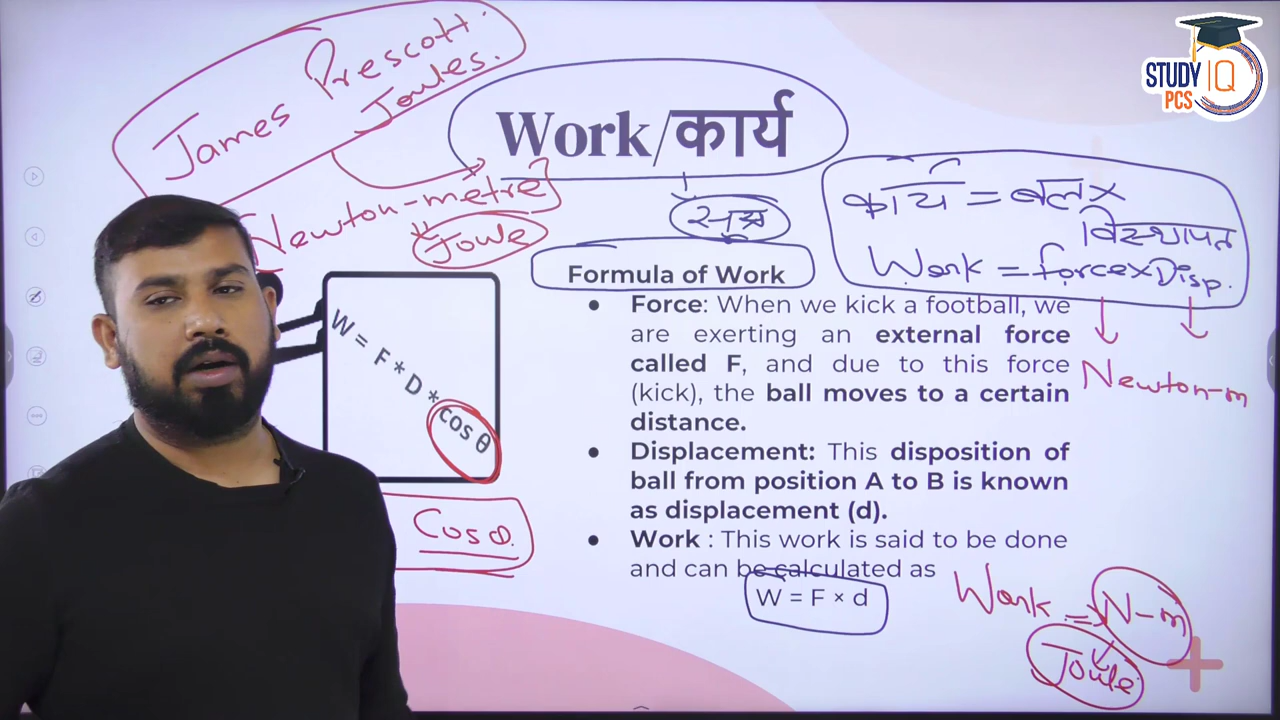 James Prescott
Joules.
STUDY IQ
PCS
Work/कार्य
Newton-metre
Joule
कार्य = बल x
विस्थापन
Work = force x Disp.
Newton-m
Formula of Work
W = F * D * cos θ
Cos
• Force: When we kick a football, we
are exerting an external force
called F, and due to this force
(kick), the ball moves to a certain
distance.
• Displacement: This disposition of
ball from position A to B is known
as displacement (d).
• Work : This work is said to be done
and can be calculated as
W = F × d
Work = N-m
Joule